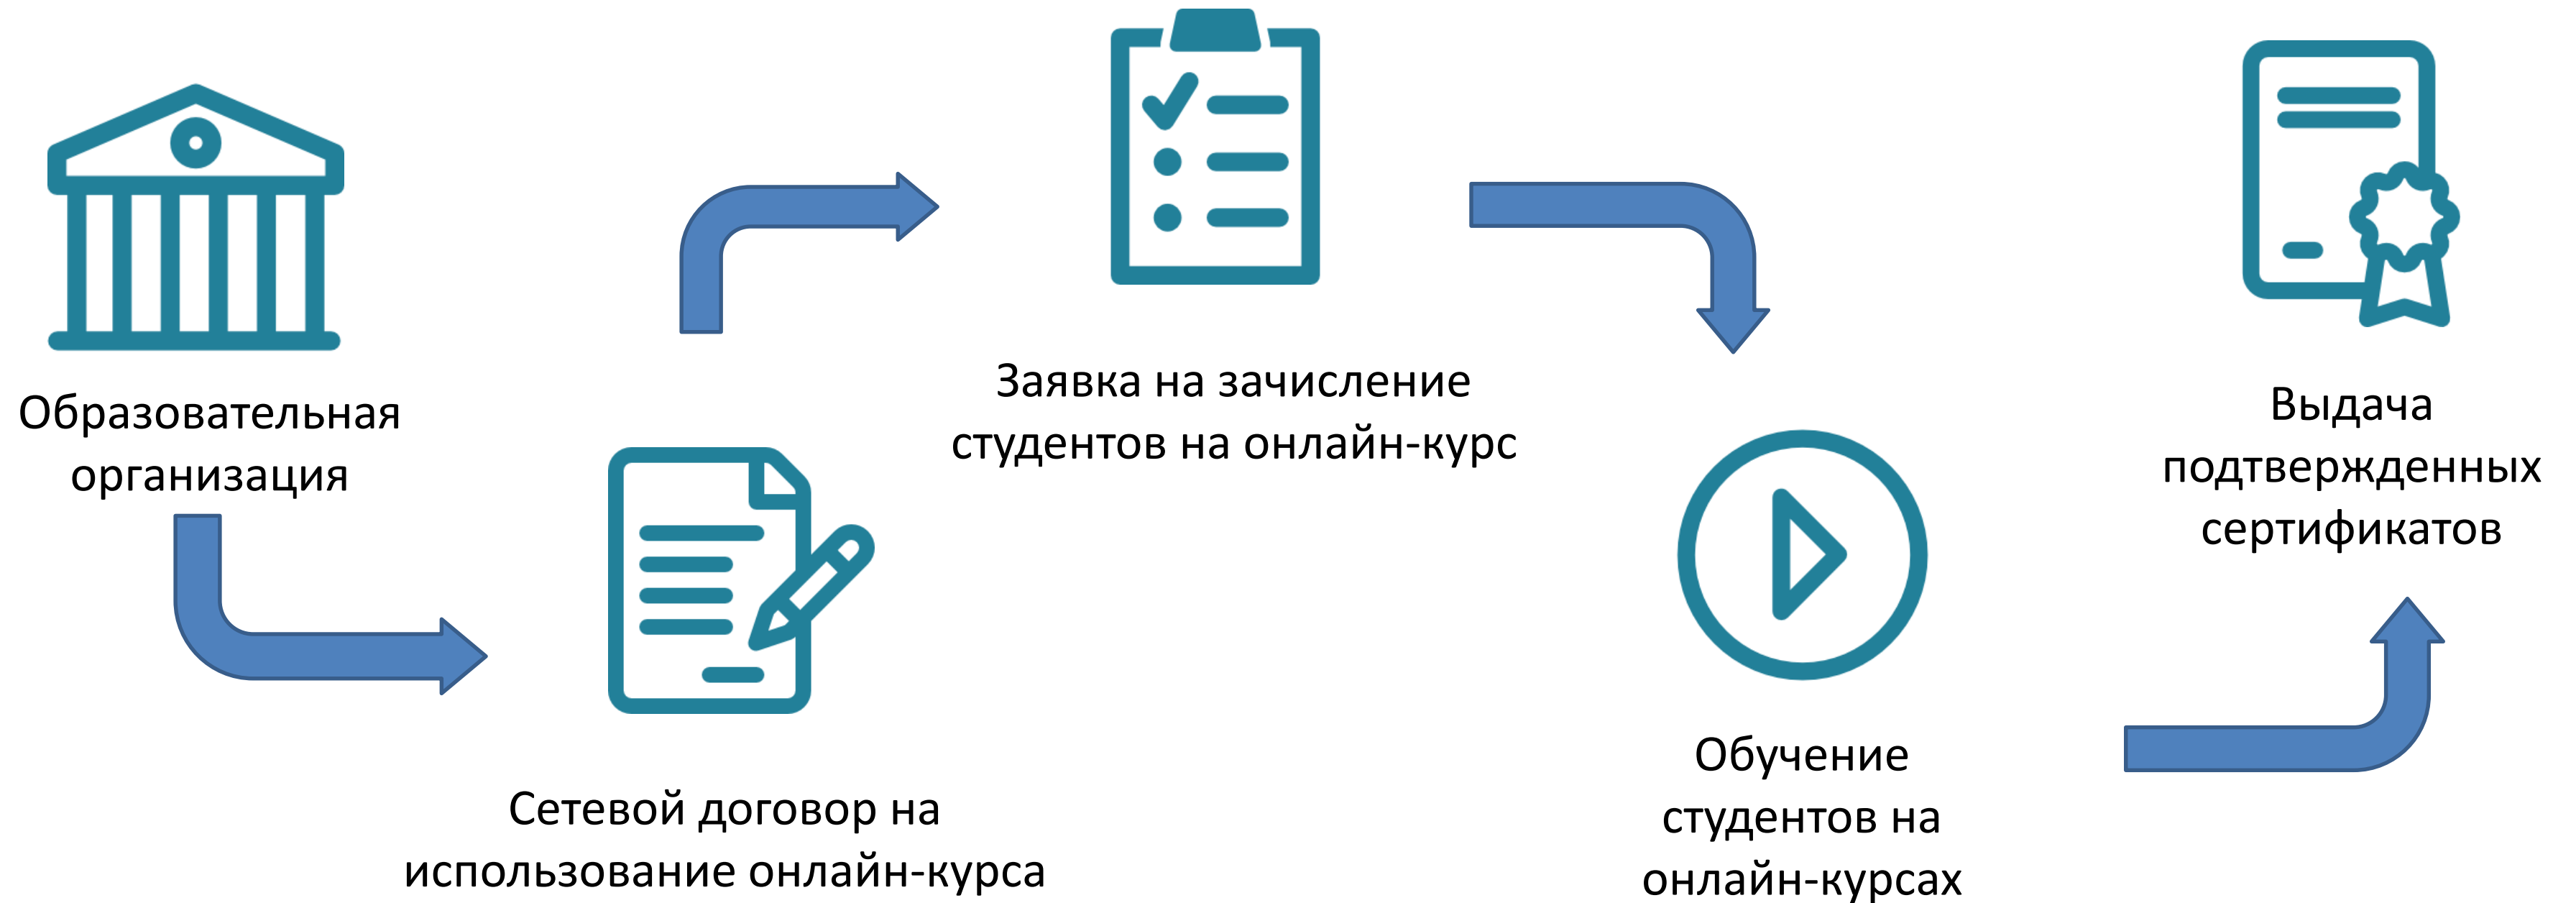 Образовательная
организация
Сетевой договор на
использование онлайн-курса
Заявка на зачисление
студентов на онлайн-курс
Обучение
студентов на
онлайн-курсах
Выдача
подтвержденных
сертификатов